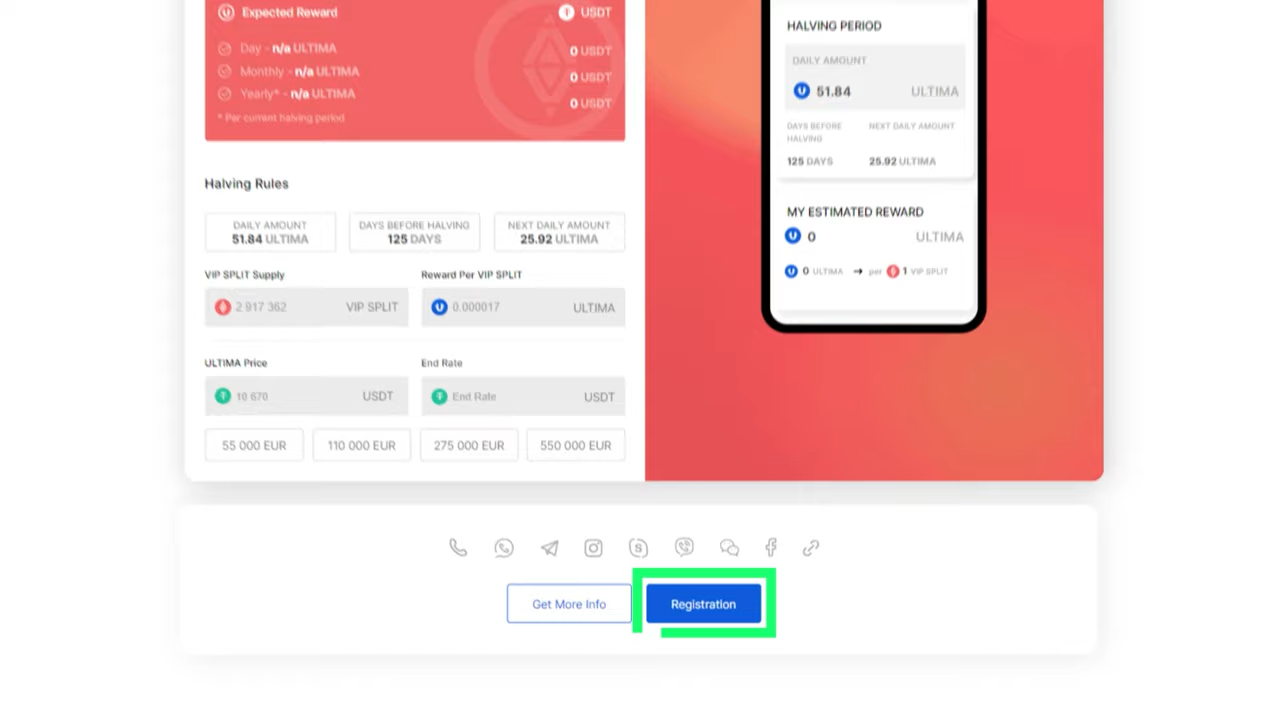 Expected Reward USDT
Day - n/a ULTIMA 0 USDT
Monthly - n/a ULTIMA 0 USDT
Yearly* - n/a ULTIMA 0 USDT
* Per current halving period
Halving Rules
DAILY AMOUNT
51.84 ULTIMA
DAYS BEFORE HALVING
125 DAYS
NEXT DAILY AMOUNT
25.92 ULTIMA
VIP SPLIT Supply
2 917 362 VIP SPLIT
Reward Per VIP SPLIT
0.000017 ULTIMA
ULTIMA Price
10 670 USDT
End Rate
End Rate USDT
55 000 EUR
110 000 EUR
275 000 EUR
550 000 EUR
HALVING PERIOD
DAILY AMOUNT
51.84 ULTIMA
DAYS BEFORE
HALVING
125 DAYS
NEXT DAILY AMOUNT
25.92 ULTIMA
MY ESTIMATED REWARD
0 ULTIMA
0 ULTIMA → per 1 VIP SPLIT
Get More Info
Registration